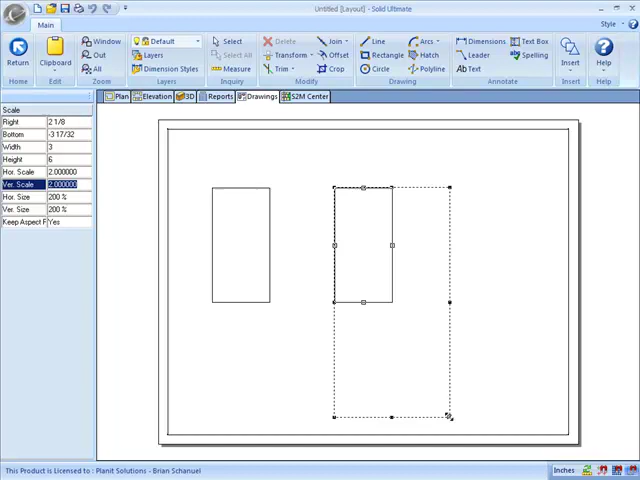 Untitled [Layout] - Solid Ultimate
Main
Style
Return
Clipboard
Window
Out
All
Default
Layers
Dimension Styles
Select
Select All
Measure
Delete
Transform
Trim
Join
Offset
Crop
Line
Rectangle
Circle
Arcs
Hatch
Polyline
Dimensions
Leader
Text
Text Box
Spelling
Insert
Help
Home
Edit
Zoom
Layers
Inquiry
Modify
Drawing
Annotate
Insert
Help
Plan
Elevation
3D
Reports
Drawings
S2M Center
Scale
Right 2 1/8
Bottom -3 17/32
Width 3
Height 6
Hor. Scale 2.000000
Ver. Scale 2.000000
Hor. Size 200 %
Ver. Size 200 %
Keep Aspect F Yes
This Product is Licensed to : Planit Solutions - Brian Schanuel
Inches